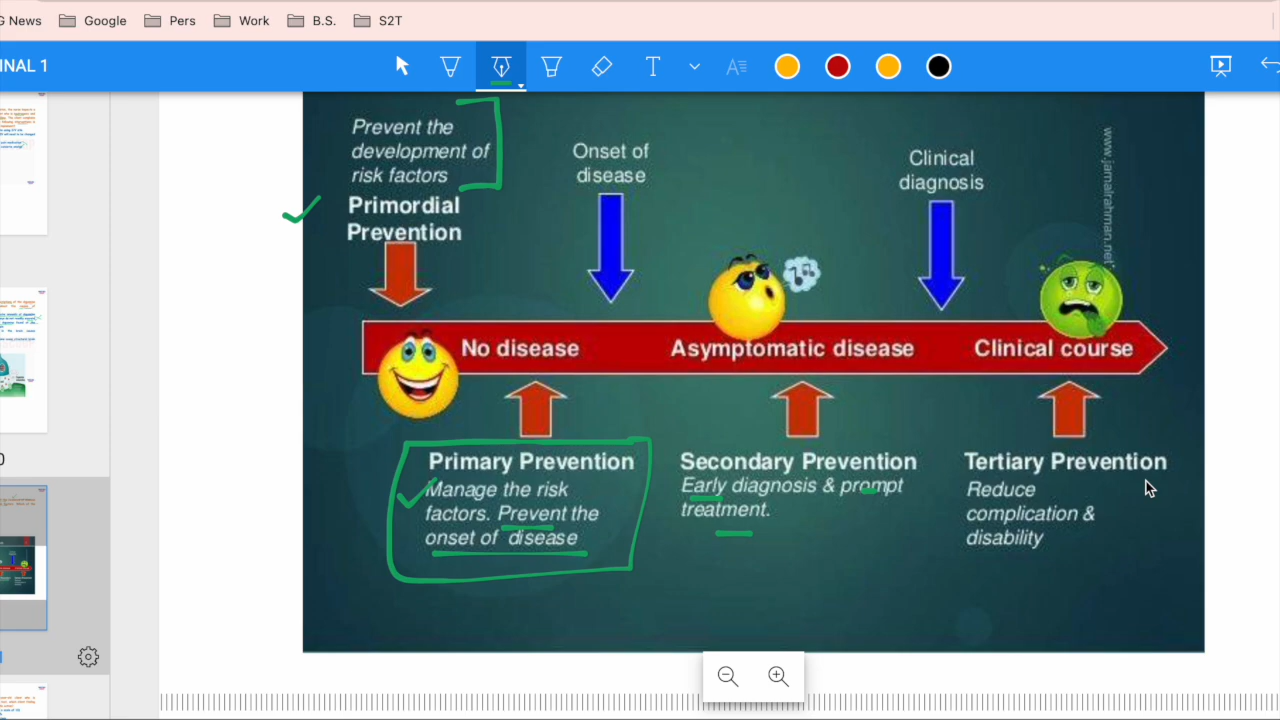 G News Google Pers Work B.S. S2T
INAL 1
Prevent the
development of
risk factors
Primordial
Prevention
Onset of
disease
Clinical
diagnosis
www.jamalrahman.net
No disease
Asymptomatic disease
Clinical course
Primary Prevention
Manage the risk
factors. Prevent the
onset of disease
Secondary Prevention
Early diagnosis & prompt
treatment.
Tertiary Prevention
Reduce
complication &
disability